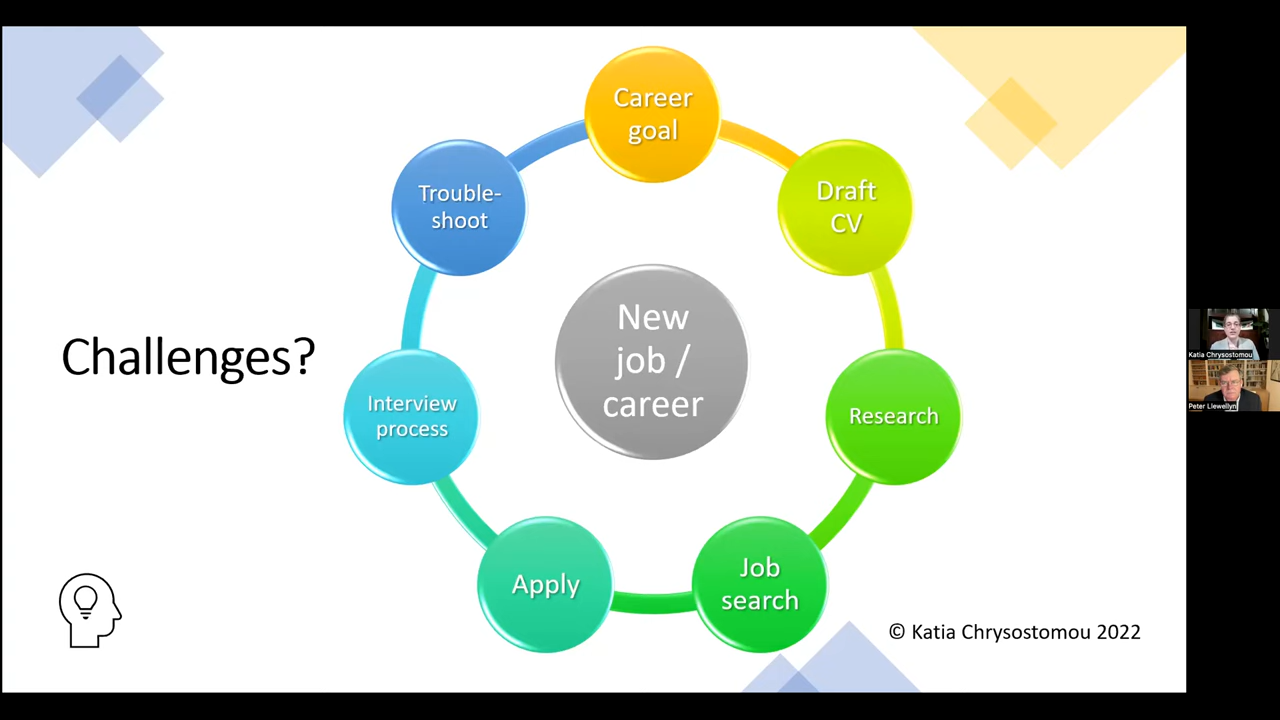 Career
goal
Draft
CV
Research
Job
search
Apply
Interview
process
Trouble-
shoot
New
job /
career
Challenges?
© Katia Chrysostomou 2022
Katia Chrysostomou
Peter Llewellyn